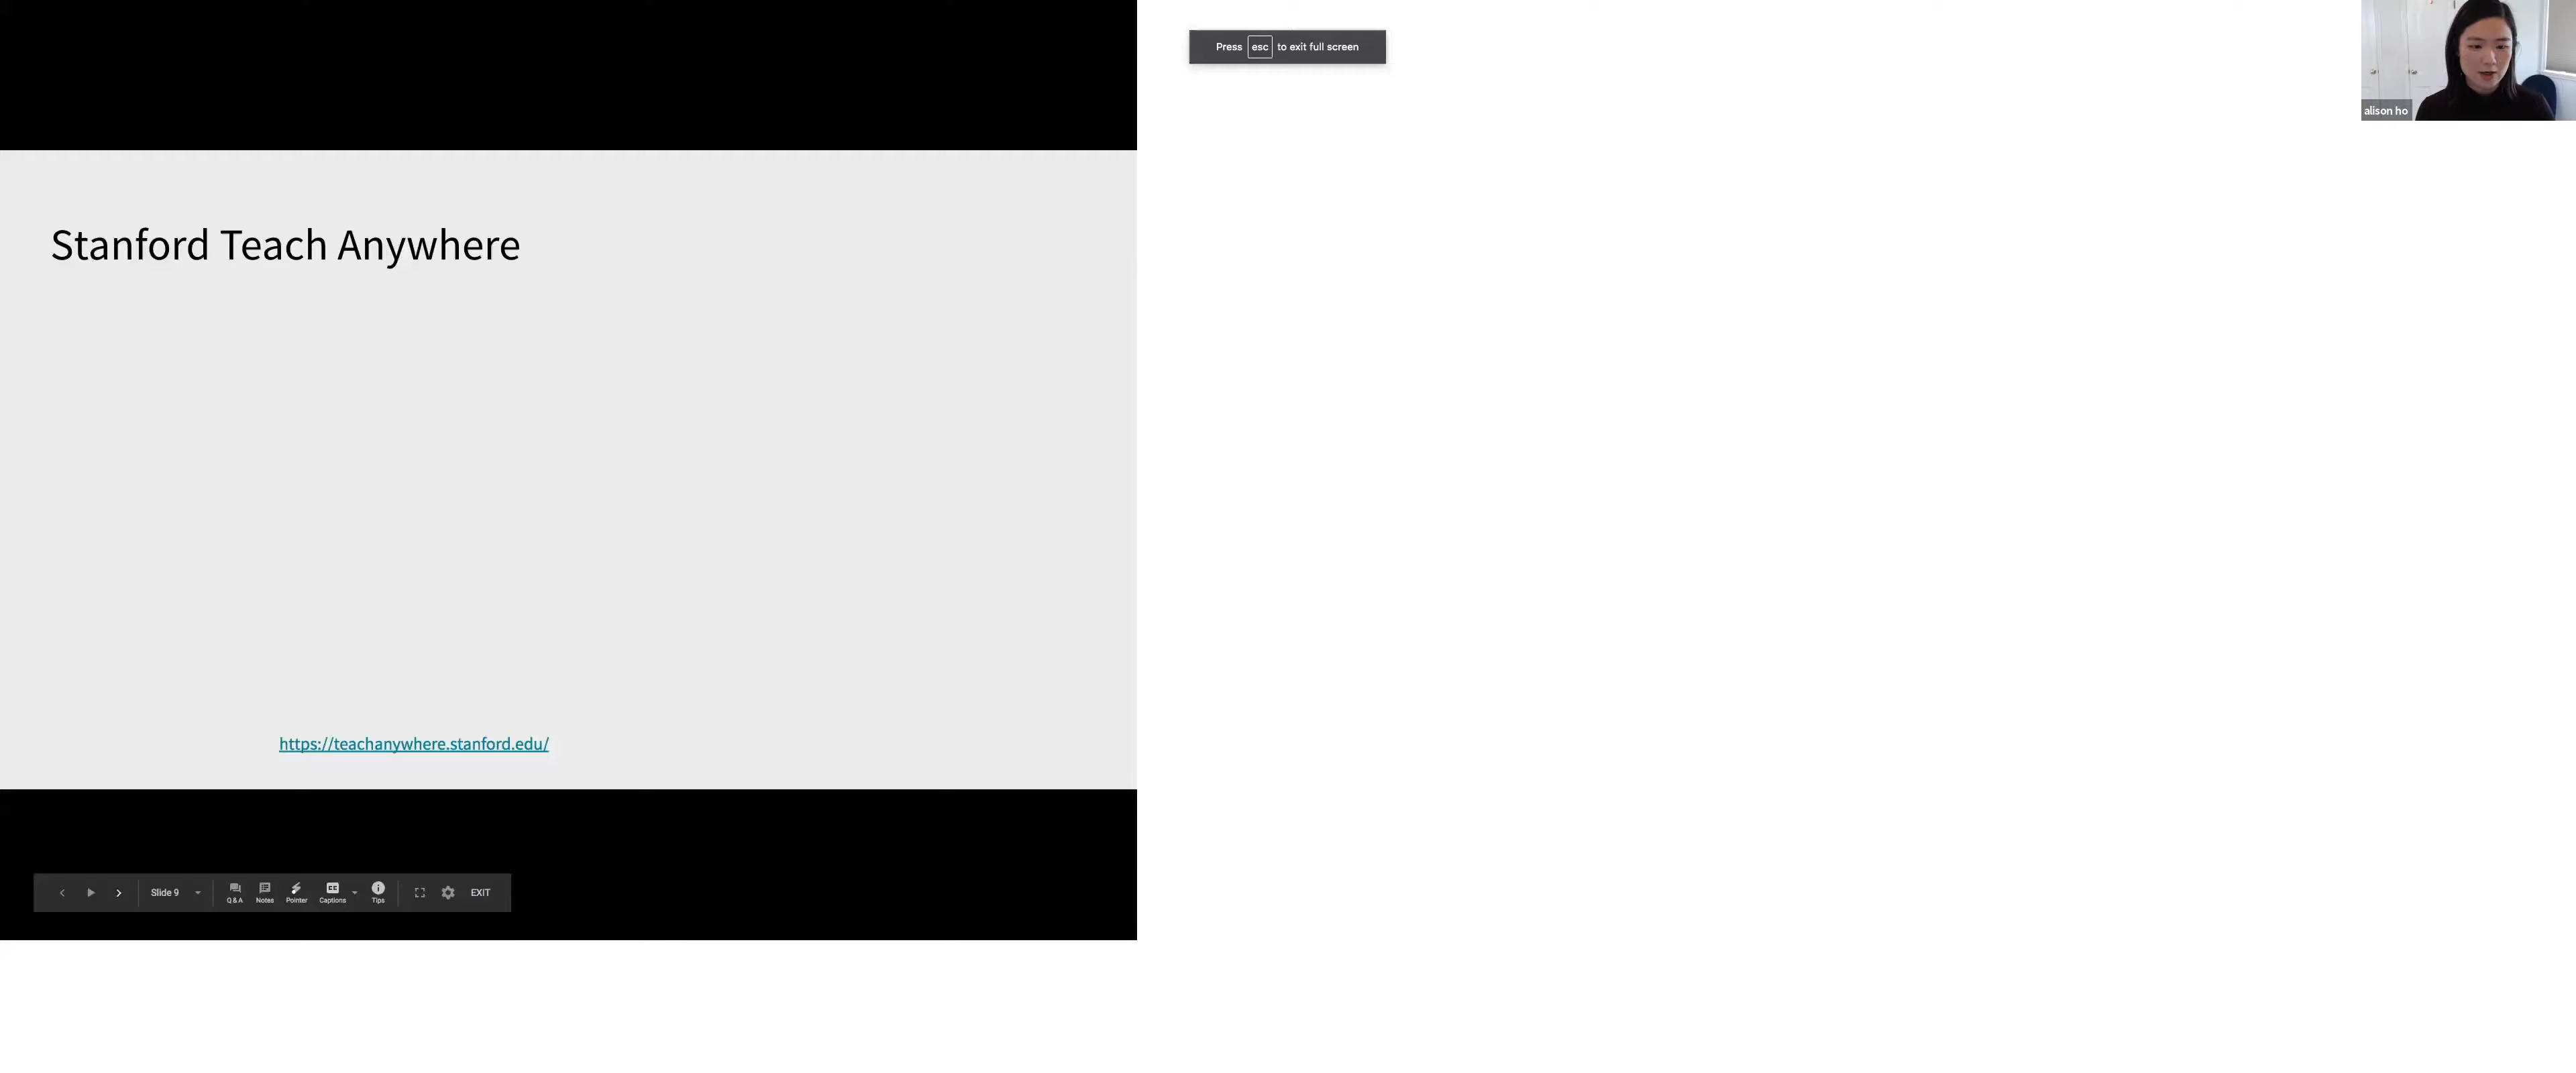 Press esc to exit full screen
alison ho
Stanford Teach Anywhere
https://teachanywhere.stanford.edu/
Slide 9
Q & A
Notes
Pointer
CC
Captions
Tips
EXIT